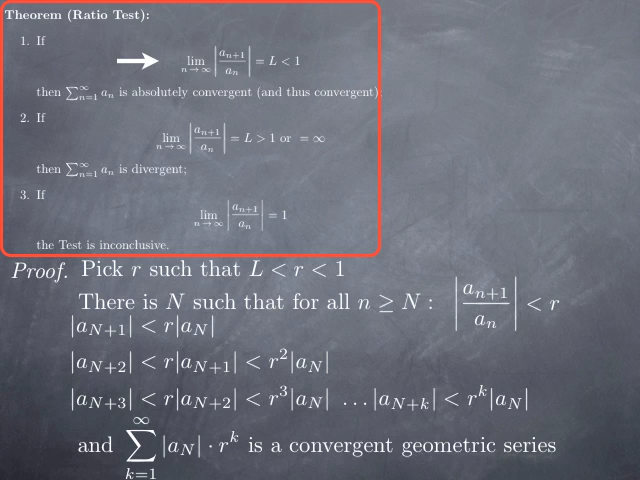 Theorem (Ratio Test):
1. If
lim_{n→∞} |a_{n+1}/a_n| = L < 1
then ∑_{n=1}^{∞} a_n is absolutely convergent (and thus convergent);
2. If
lim_{n→∞} |a_{n+1}/a_n| = L > 1 or = ∞
then ∑_{n=1}^{∞} a_n is divergent;
3. If
lim_{n→∞} |a_{n+1}/a_n| = 1
the Test is inconclusive.
Proof. Pick r such that L < r < 1
There is N such that for all n ≥ N : |a_{n+1}/a_n| < r
|a_{N+1}| < r|a_N|
|a_{N+2}| < r|a_{N+1}| < r^2|a_N|
|a_{N+3}| < r|a_{N+2}| < r^3|a_N| ...|a_{N+k}| < r^k|a_N|
and ∑_{k=1}^{∞} |a_N| · r^k is a convergent geometric series